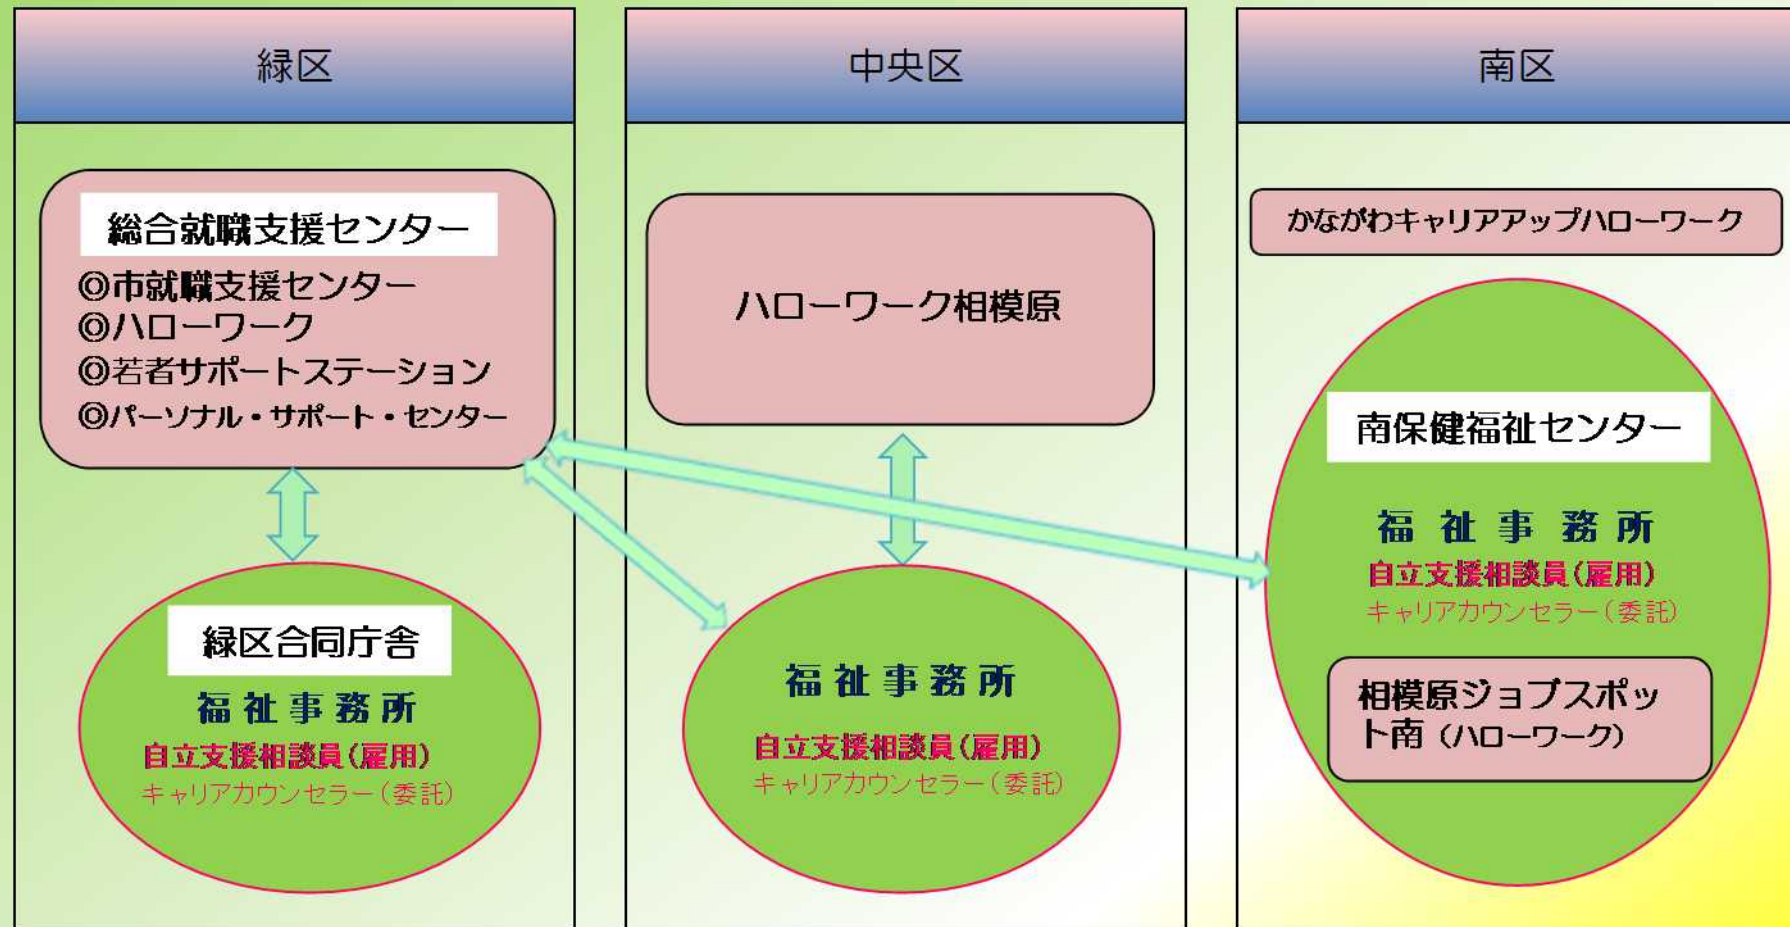 緑区
総合就職支援センター
◎市就職支援センター
◎ハローワーク
◎若者サポートステーション
◎パーソナル・サポート・センター
緑区合同庁舎
福祉事務所
自立支援相談員(雇用)
キャリアカウンセラー(委託)
中央区
ハローワーク相模原
福祉事務所
自立支援相談員(雇用)
キャリアカウンセラー(委託)
南区
かながわキャリアアップハローワーク
南保健福祉センター
福祉事務所
自立支援相談員(雇用)
キャリアカウンセラー(委託)
相模原ジョブスポッ
ト南(ハローワーク)